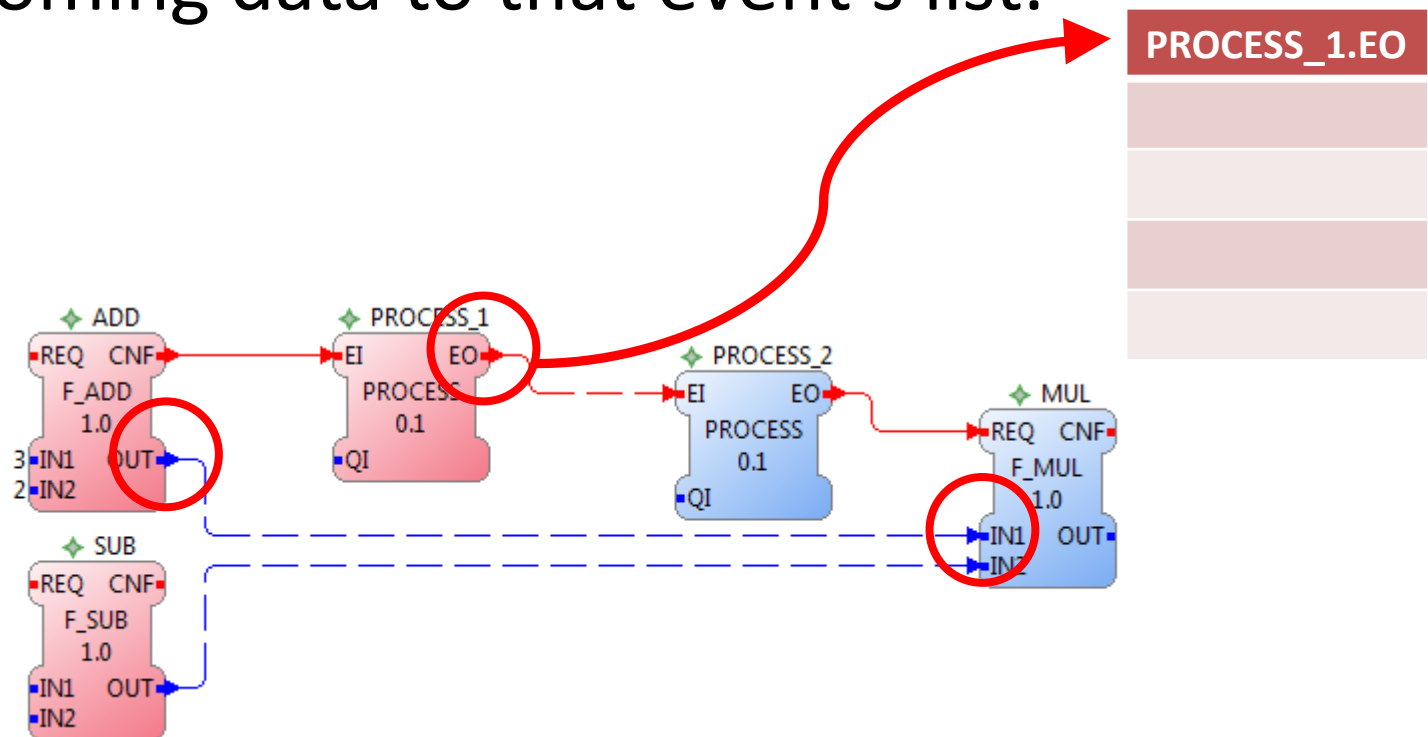 oming data to that event's list.
PROCESS_1.EO
ADD
REQ CNF
F_ADD
1.0
3 IN1 OUT
2 IN2
PROCESS_1
EI EO
PROCESS
0.1
QI
PROCESS_2
EI EO
PROCESS
0.1
QI
MUL
REQ CNF
F_MUL
1.0
IN1 OUT
IN2
SUB
REQ CNF
F_SUB
1.0
IN1 OUT
IN2